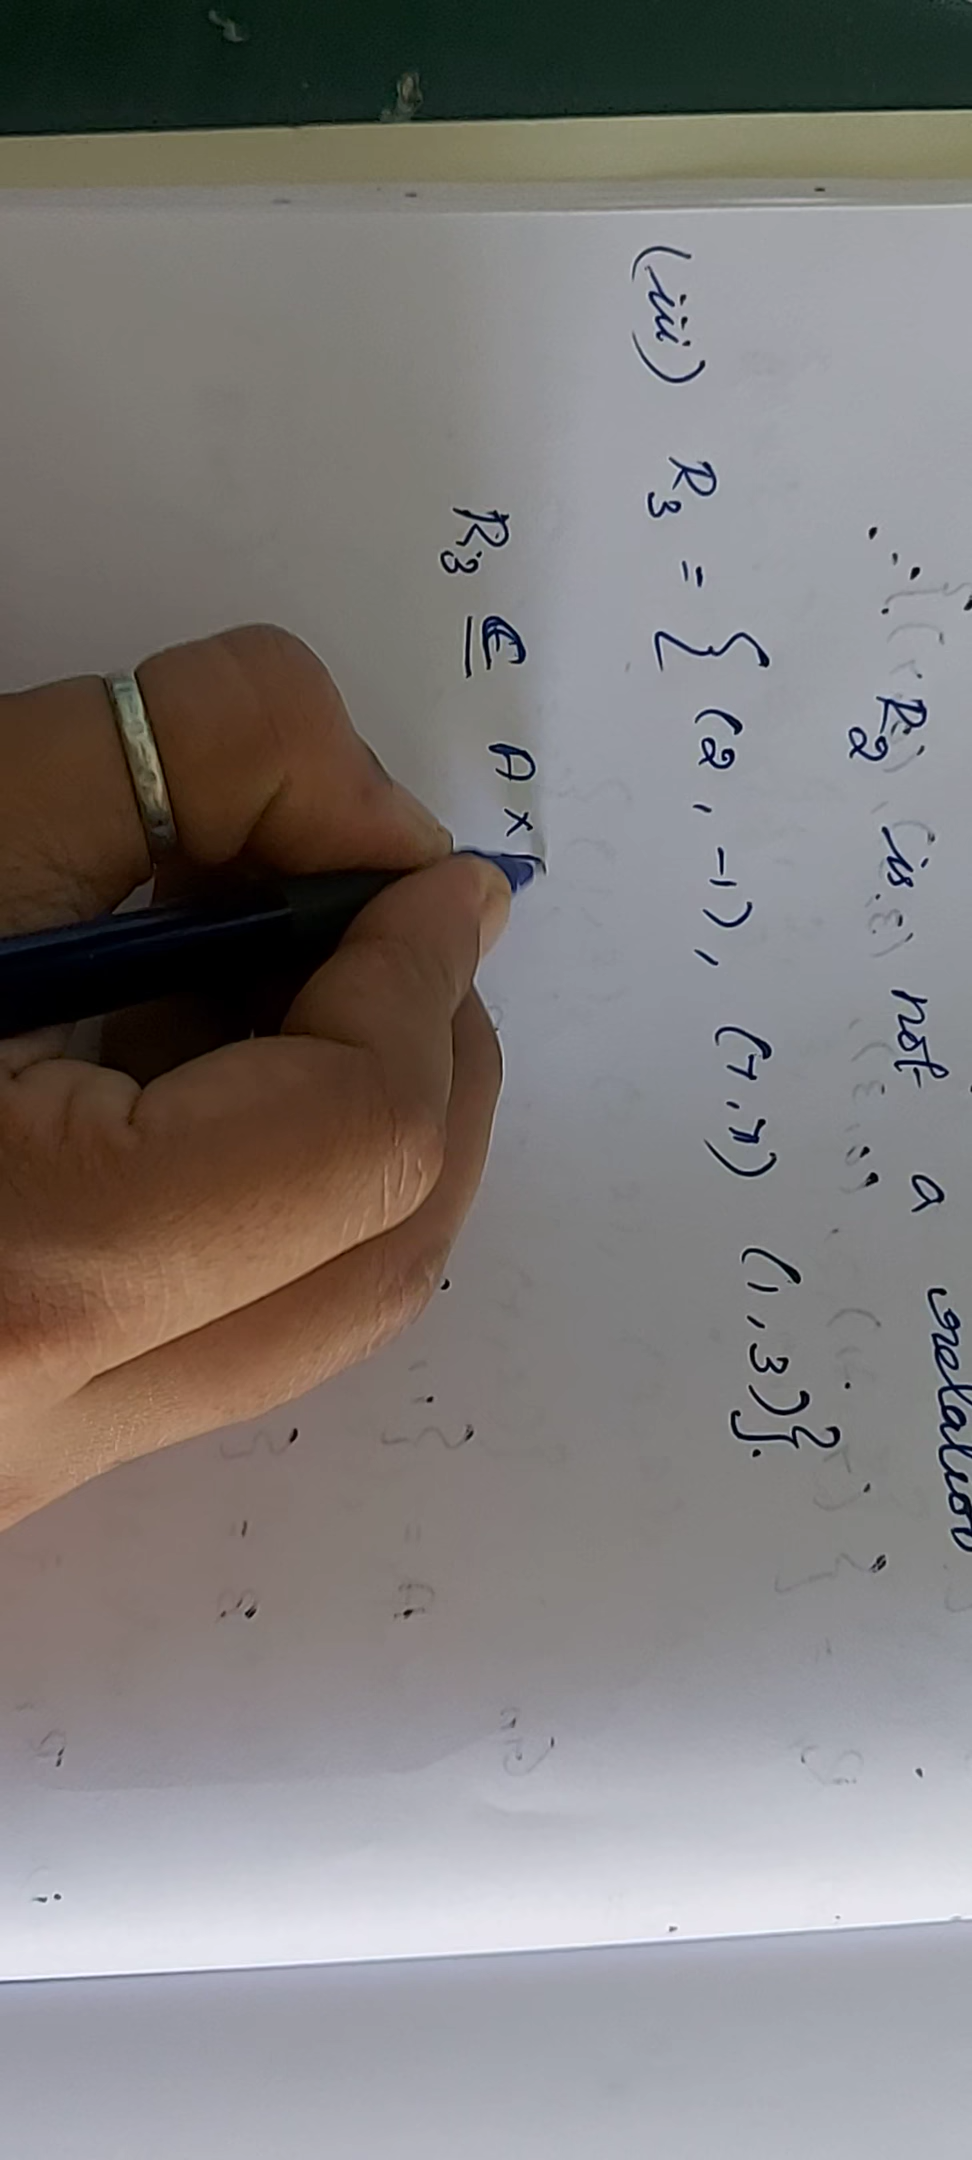 ∴ R₂ is not a relation
(iii) R₃ = { (2, -1), (7, 7) (1, 3)}.
R₃ ⊆ A ×